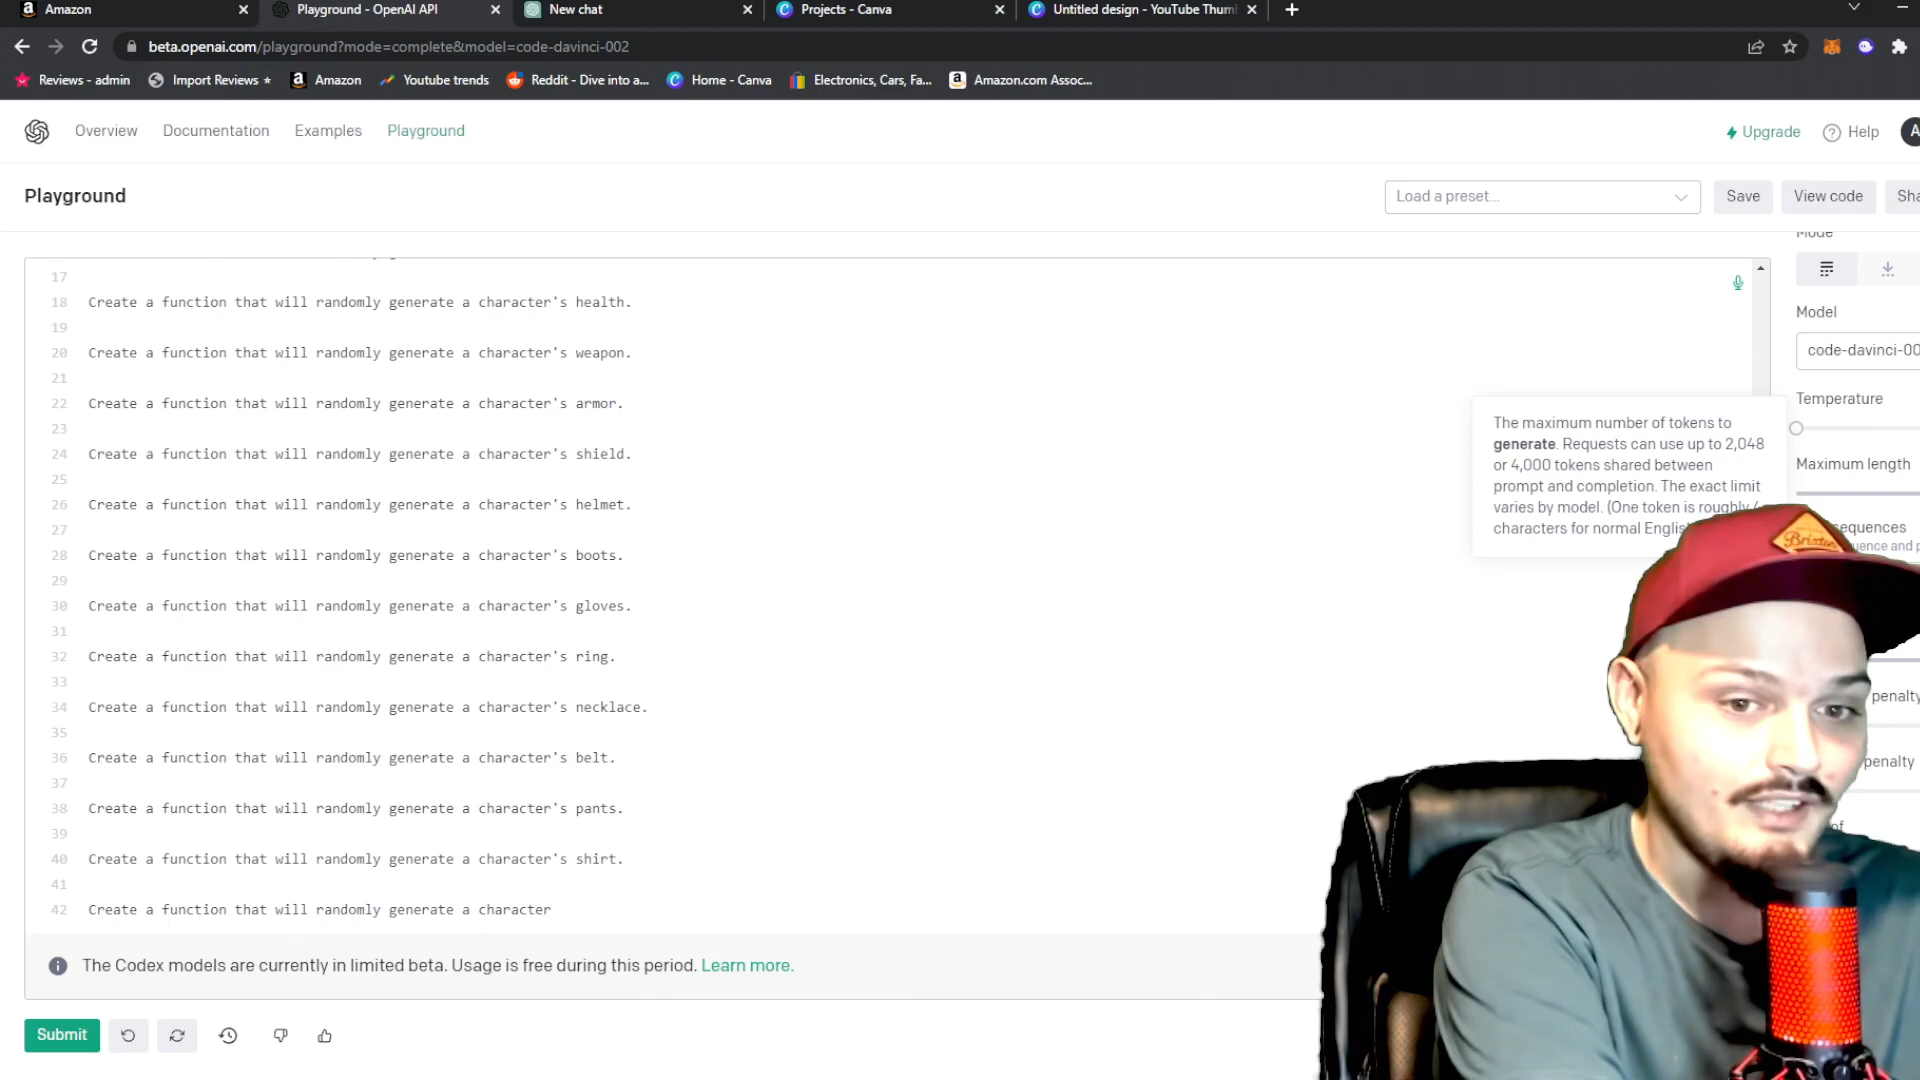 Amazon
Playground - OpenAI API
New chat
Projects - Canva
Untitled design - YouTube Thum
beta.openai.com/playground?mode=complete&model=code-davinci-002
Reviews - admin
Import Reviews ★
Amazon
Youtube trends
Reddit - Dive into a...
Home - Canva
Electronics, Cars, Fa...
Amazon.com Assoc...
Overview
Documentation
Examples
Playground
Upgrade
Help
A
Playground
Load a preset...
Save
View code
Sha
Mode
17
18 Create a function that will randomly generate a character's health.
19
20 Create a function that will randomly generate a character's weapon.
21
22 Create a function that will randomly generate a character's armor.
23
24 Create a function that will randomly generate a character's shield.
25
26 Create a function that will randomly generate a character's helmet.
27
28 Create a function that will randomly generate a character's boots.
29
30 Create a function that will randomly generate a character's gloves.
31
32 Create a function that will randomly generate a character's ring.
33
34 Create a function that will randomly generate a character's necklace.
35
36 Create a function that will randomly generate a character's belt.
37
38 Create a function that will randomly generate a character's pants.
39
40 Create a function that will randomly generate a character's shirt.
41
42 Create a function that will randomly generate a character
Model
code-davinci-00
Temperature
Maximum length
The maximum number of tokens to
generate. Requests can use up to 2,048
or 4,000 tokens shared between
prompt and completion. The exact limit
varies by model. (One token is roughly
characters for normal Englis
equences
uence and p
Brixton
penalty
penalty
of
The Codex models are currently in limited beta. Usage is free during this period. Learn more.
Submit